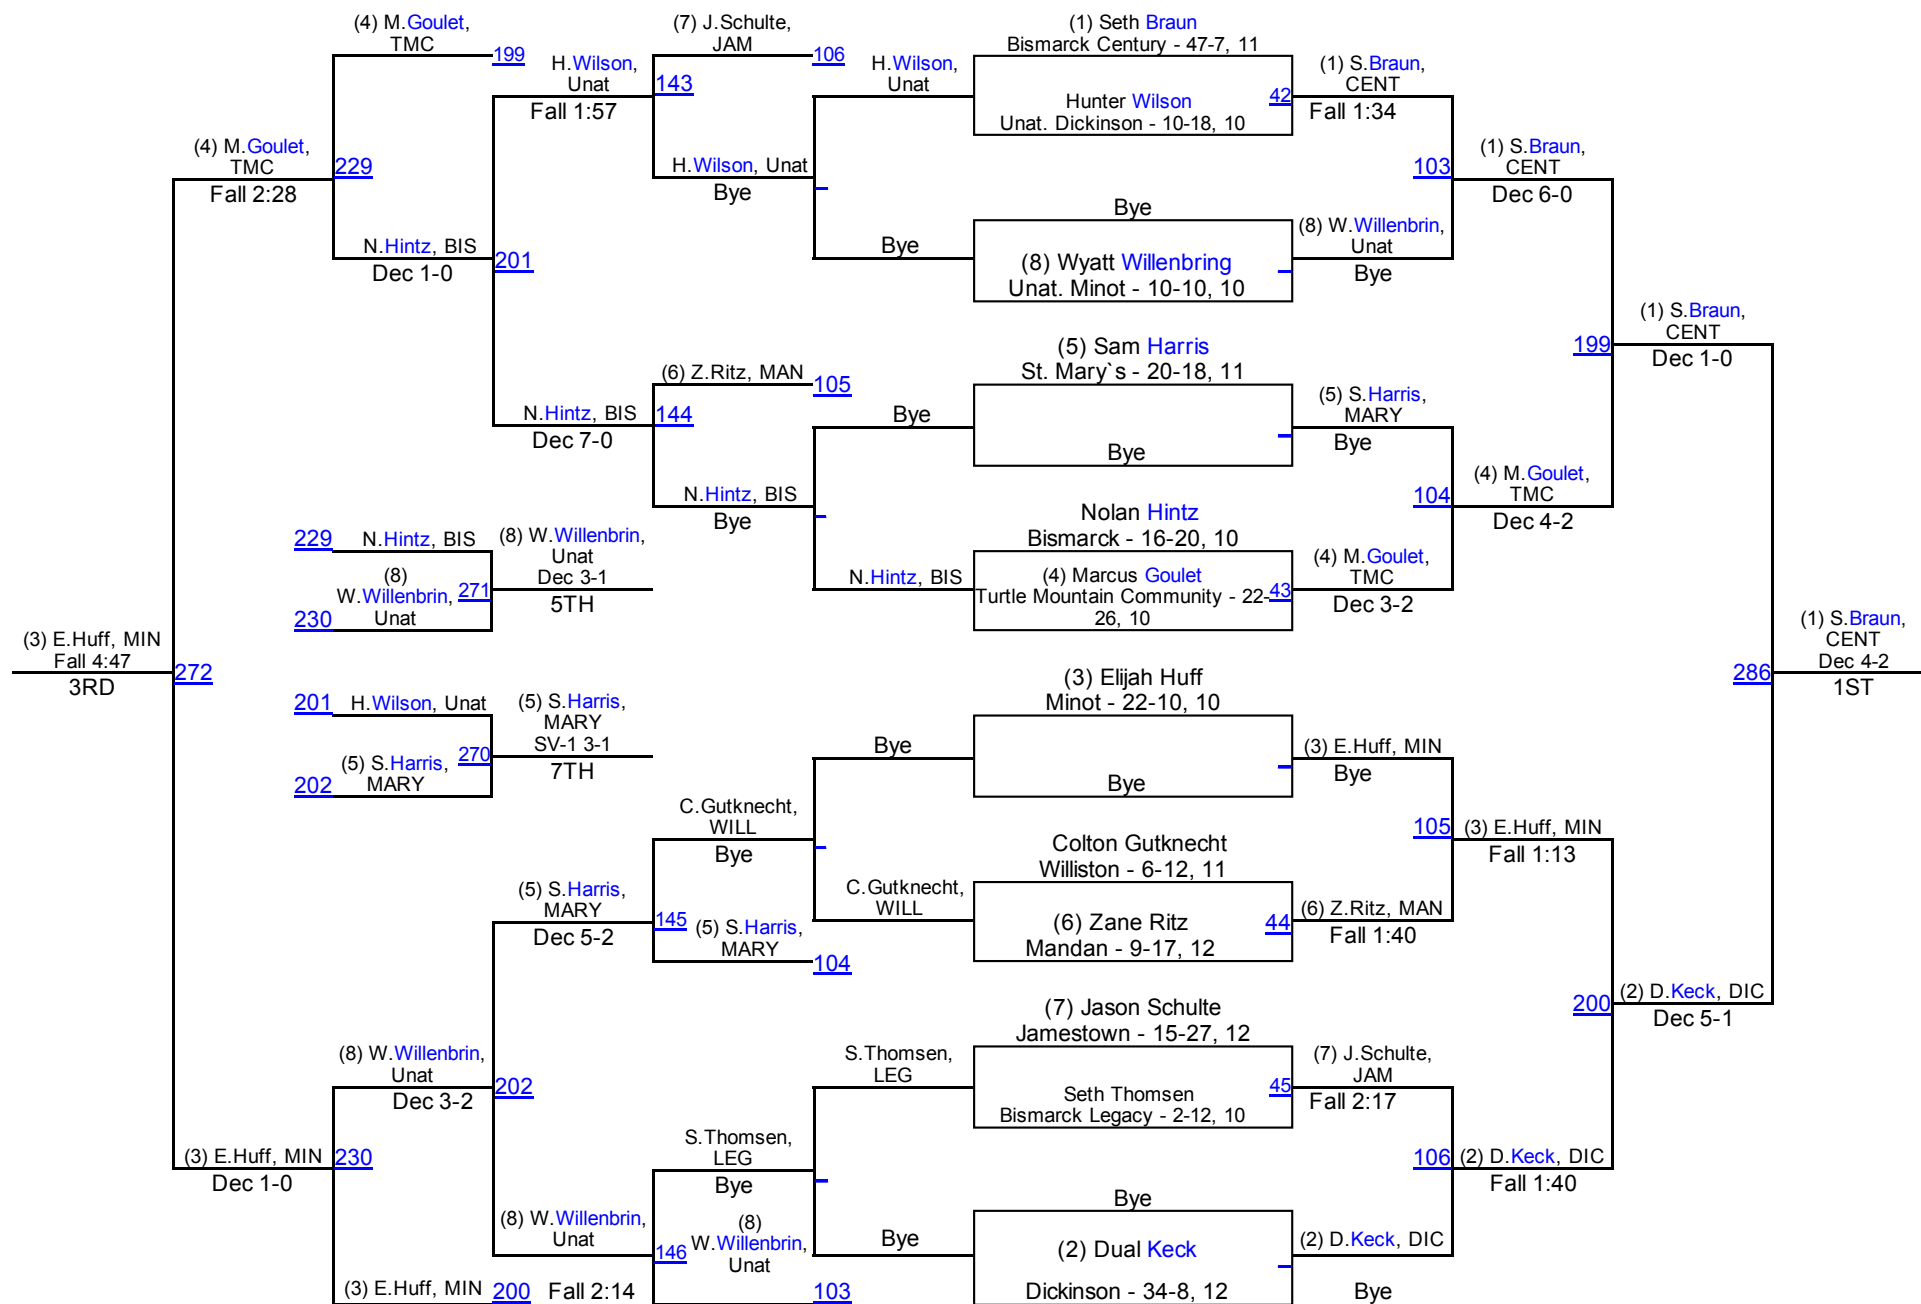 (4) M.Goulet,
TMC
199
(7) J.Schulte,
JAM
106
(1) Seth Braun
Bismarck Century - 47-7, 11
H.Wilson,
Unat
Fall 1:57
143
H.Wilson,
Unat
Hunter Wilson
Unat. Dickinson - 10-18, 10
42
(1) S.Braun,
CENT
Fall 1:34
(4) M.Goulet,
TMC
Fall 2:28
229
H.Wilson, Unat
Bye
103
(1) S.Braun,
CENT
Dec 6-0
N.Hintz, BIS
Dec 1-0
201
Bye
Bye
(8) Wyatt Willenbring
Unat. Minot - 10-10, 10
(8) W.Willenbrin,
Unat
Bye
(1) S.Braun,
CENT
Dec 1-0
199
(5) Sam Harris
St. Mary`s - 20-18, 11
(6) Z.Ritz, MAN
105
N.Hintz, BIS
Dec 7-0
144
Bye
Bye
(5) S.Harris,
MARY
Bye
N.Hintz, BIS
Bye
104
(4) M.Goulet,
TMC
Dec 4-2
Nolan Hintz
Bismarck - 16-20, 10
229
N.Hintz, BIS
(8) W.Willenbrin,
Unat
Dec 3-1
5TH
(8)
W.Willenbrin,
Unat
271
230
N.Hintz, BIS
(4) Marcus Goulet
Turtle Mountain Community - 22-
26, 10
43
(4) M.Goulet,
TMC
Dec 3-2
(3) E.Huff, MIN
Fall 4:47
3RD
272
(1) S.Braun,
CENT
Dec 4-2
1ST
286
(3) Elijah Huff
Minot - 22-10, 10
201
H.Wilson, Unat
(5) S.Harris,
MARY
SV-1 3-1
7TH
(5) S.Harris,
MARY
270
202
Bye
Bye
(3) E.Huff, MIN
Bye
C.Gutknecht,
WILL
Bye
105
(3) E.Huff, MIN
Fall 1:13
Colton Gutknecht
Williston - 6-12, 11
(5) S.Harris,
MARY
Dec 5-2
145
(5) S.Harris,
MARY
104
C.Gutknecht,
WILL
(6) Zane Ritz
Mandan - 9-17, 12
44
(6) Z.Ritz, MAN
Fall 1:40
(2) D.Keck, DIC
Dec 5-1
200
(7) Jason Schulte
Jamestown - 15-27, 12
(8) W.Willenbrin,
Unat
Dec 3-2
202
S.Thomsen,
LEG
Seth Thomsen
Bismarck Legacy - 2-12, 10
45
(7) J.Schulte,
JAM
Fall 2:17
(3) E.Huff, MIN
Dec 1-0
230
S.Thomsen,
LEG
Bye
106
(2) D.Keck, DIC
Fall 1:40
Bye
(8) W.Willenbrin,
Unat
Fall 2:14
146
(8)
W.Willenbrin,
Unat
103
Bye
(2) Dual Keck
Dickinson - 34-8, 12
(2) D.Keck, DIC
Bye
(3) E.Huff, MIN
200